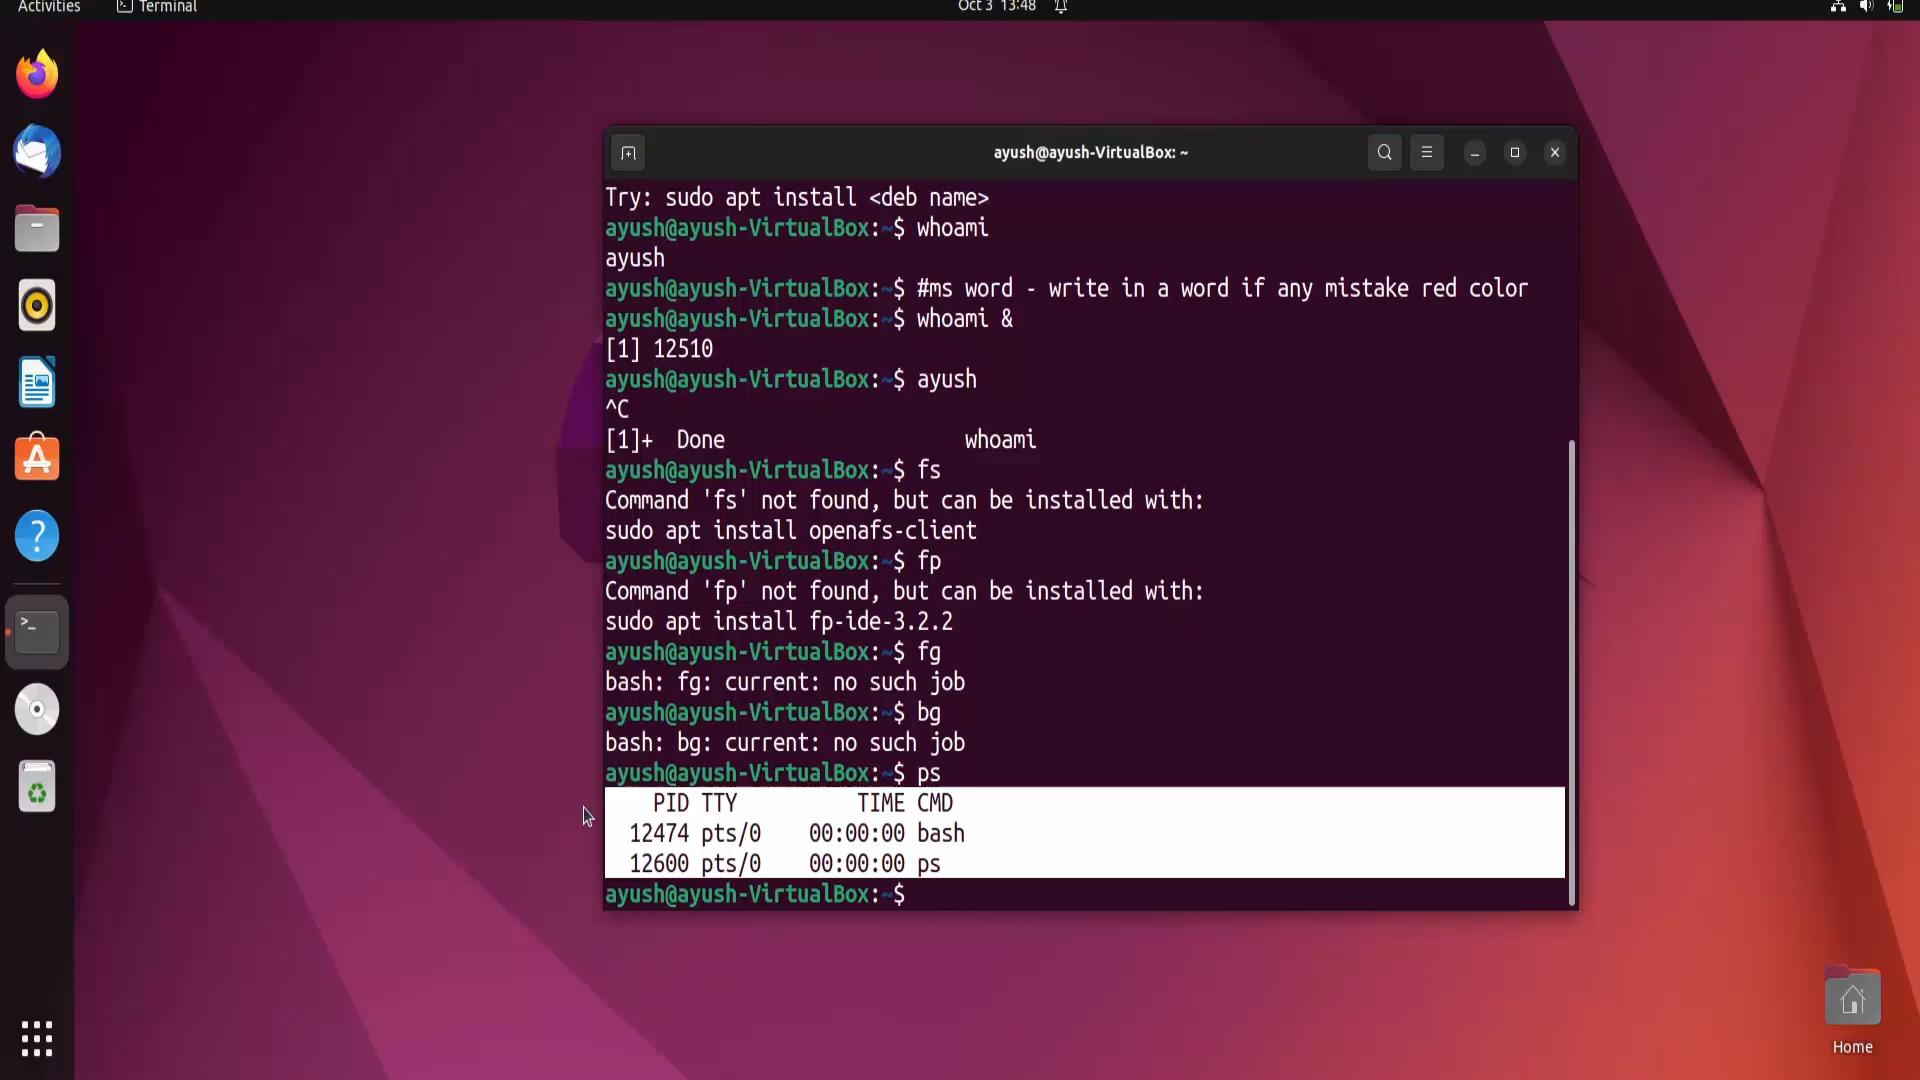 Activities Terminal Oct 3 13:48
ayush@ayush-VirtualBox: ~
Try: sudo apt install <deb name>
ayush@ayush-VirtualBox:~$ whoami
ayush
ayush@ayush-VirtualBox:~$ #ms word - write in a word if any mistake red color
ayush@ayush-VirtualBox:~$ whoami &
[1] 12510
ayush@ayush-VirtualBox:~$ ayush
^C
[1]+  Done                    whoami
ayush@ayush-VirtualBox:~$ fs
Command 'fs' not found, but can be installed with:
sudo apt install openafs-client
ayush@ayush-VirtualBox:~$ fp
Command 'fp' not found, but can be installed with:
sudo apt install fp-ide-3.2.2
ayush@ayush-VirtualBox:~$ fg
bash: fg: current: no such job
ayush@ayush-VirtualBox:~$ bg
bash: bg: current: no such job
ayush@ayush-VirtualBox:~$ ps
    PID TTY          TIME CMD
  12474 pts/0    00:00:00 bash
  12600 pts/0    00:00:00 ps
ayush@ayush-VirtualBox:~$
Home